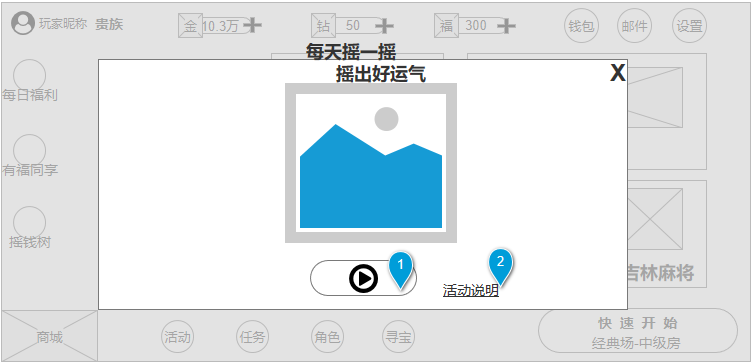 玩家昵称 贵族
金 10.3万
钻 50
福 300
钱包 邮件 设置
每天摇一摇
摇出好运气
X
每日福利
有福同享
摇钱树
1
2
活动说明
吉林麻将
商城
活动 任务 角色 寻宝
快 速 开 始
经典场-中级房